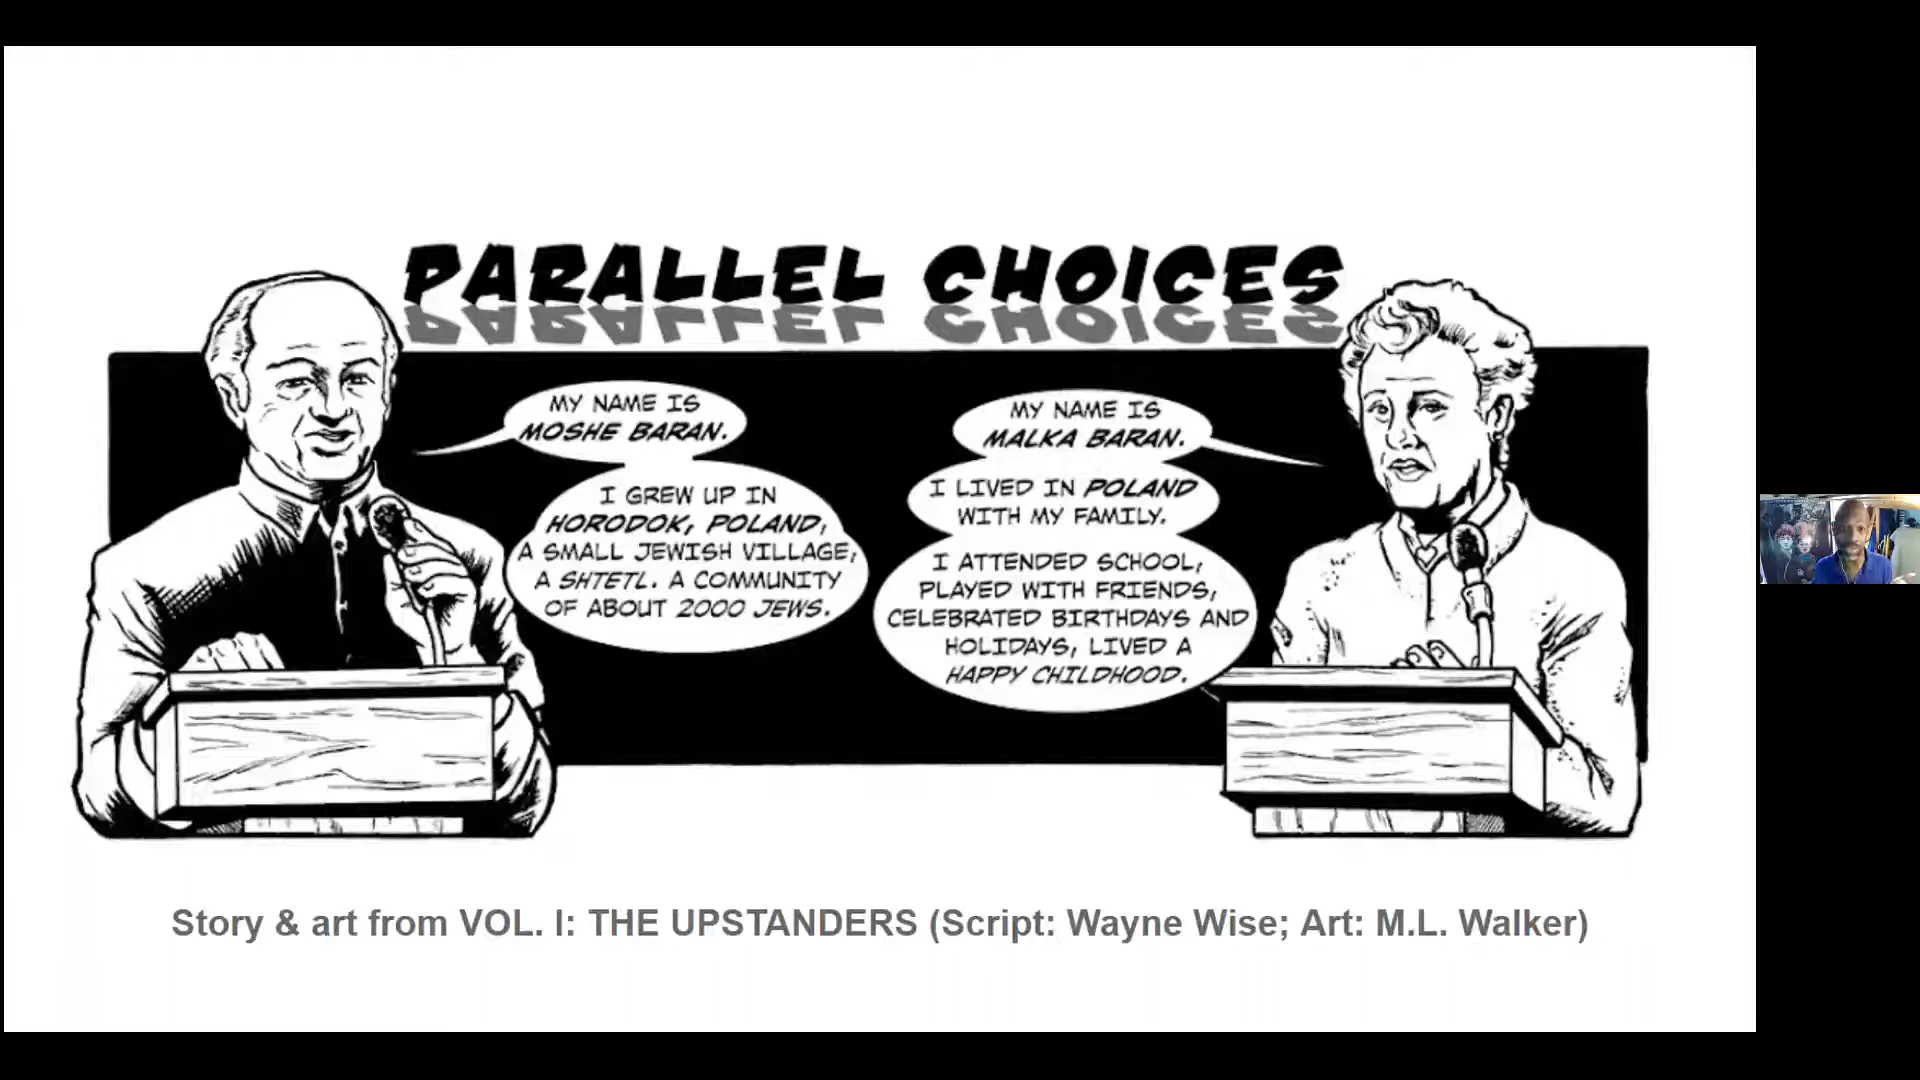 PARALLEL CHOICES
MY NAME IS
MOSHE BARAN.
I GREW UP IN
HORODOK, POLAND,
A SMALL JEWISH VILLAGE,
A SHTETL. A COMMUNITY
OF ABOUT 2000 JEWS.
MY NAME IS
MALKA BARAN.
I LIVED IN POLAND
WITH MY FAMILY.
I ATTENDED SCHOOL,
PLAYED WITH FRIENDS,
CELEBRATED BIRTHDAYS AND
HOLIDAYS, LIVED A
HAPPY CHILDHOOD.
Story & art from VOL. I: THE UPSTANDERS (Script: Wayne Wise; Art: M.L. Walker)